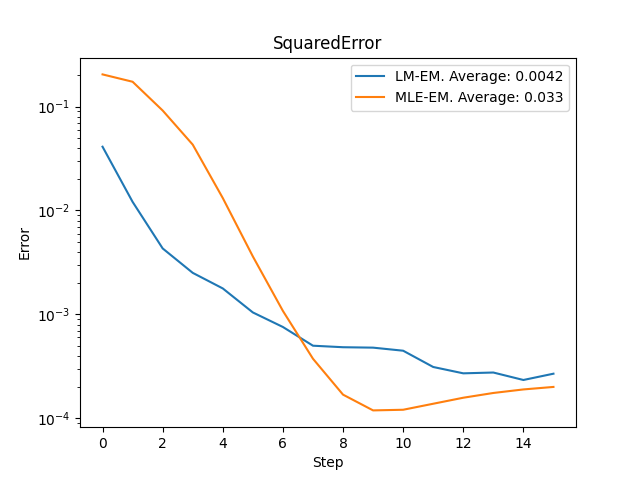 SquaredError
LM-EM. Average: 0.0042
MLE-EM. Average: 0.033
Error
10⁻¹
10⁻²
10⁻³
10⁻⁴
0 2 4 6 8 10 12 14
Step